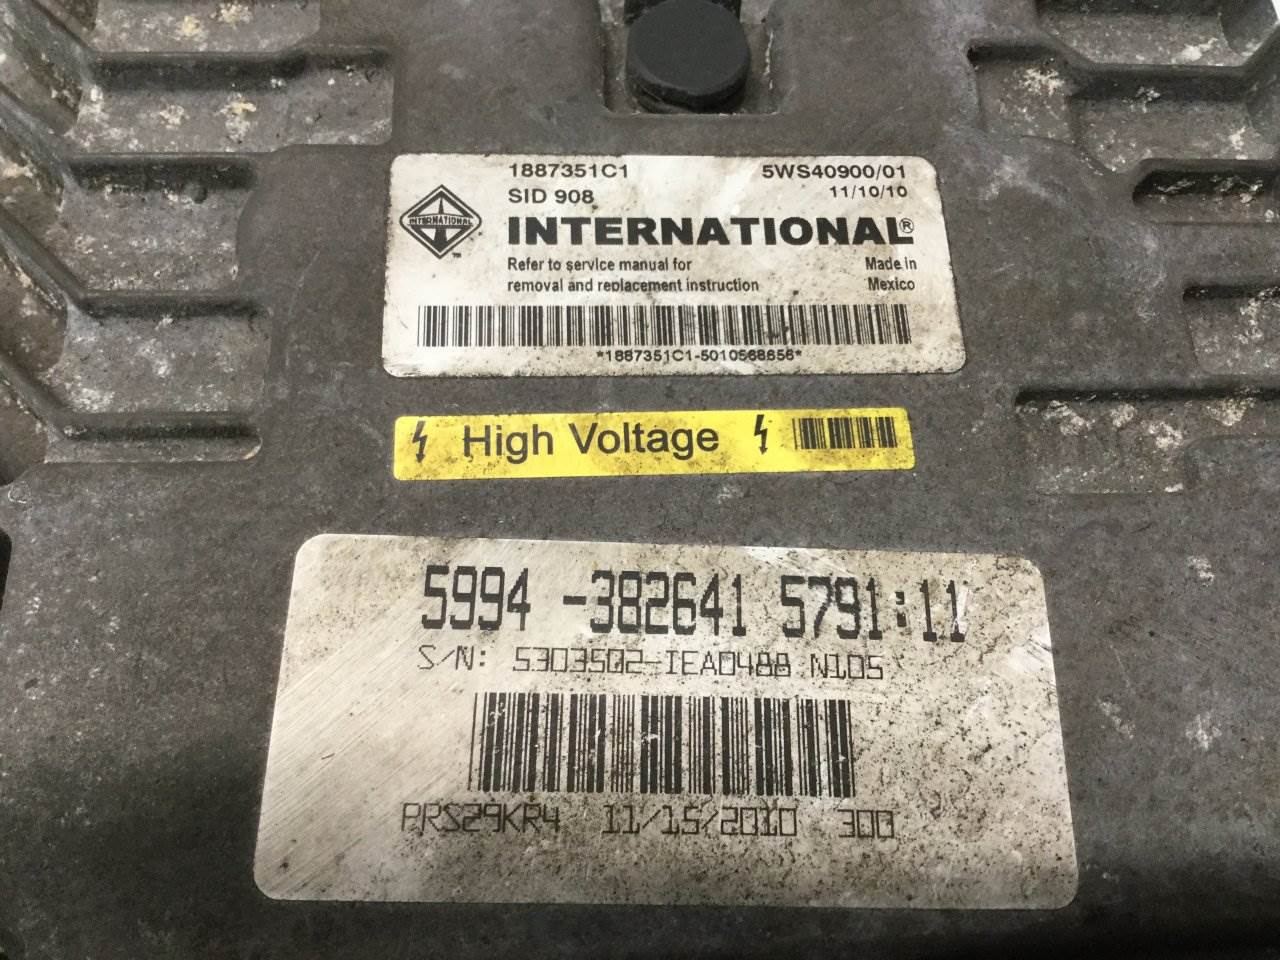 1887351C1 5WS40900/01
SID 908 11/10/10
INTERNATIONAL
™
INTERNATIONAL®
Refer to service manual for Made in
removal and replacement instruction Mexico
*1887351C1-5010568656*
High Voltage
5994 -382641 5791:11
S/N: 5303502-IEA0488 N105
PRS29KR4 11/15/2010 300